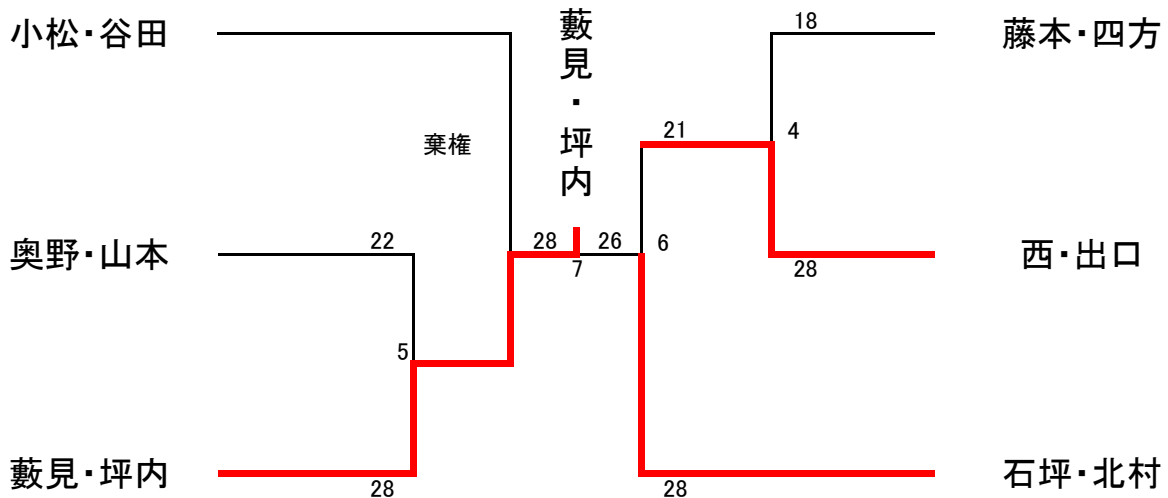 小松・谷田
藪見・坪内
18
藤本・四方
棄権
21
4
奥野・山本
22
28
7
26
6
28
西・出口
5
藪見・坪内
28
28
石坪・北村